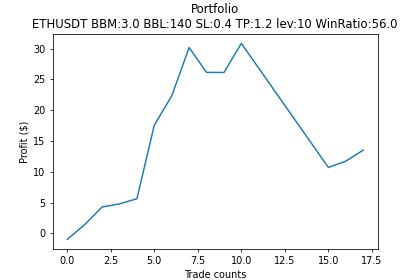 Portfolio
ETHUSDT BBM:3.0 BBL:140 SL:0.4 TP:1.2 lev:10 WinRatio:56.0
30
25
20
15
10
5
0
Profit ($)
0.0 2.5 5.0 7.5 10.0 12.5 15.0 17.5
Trade counts